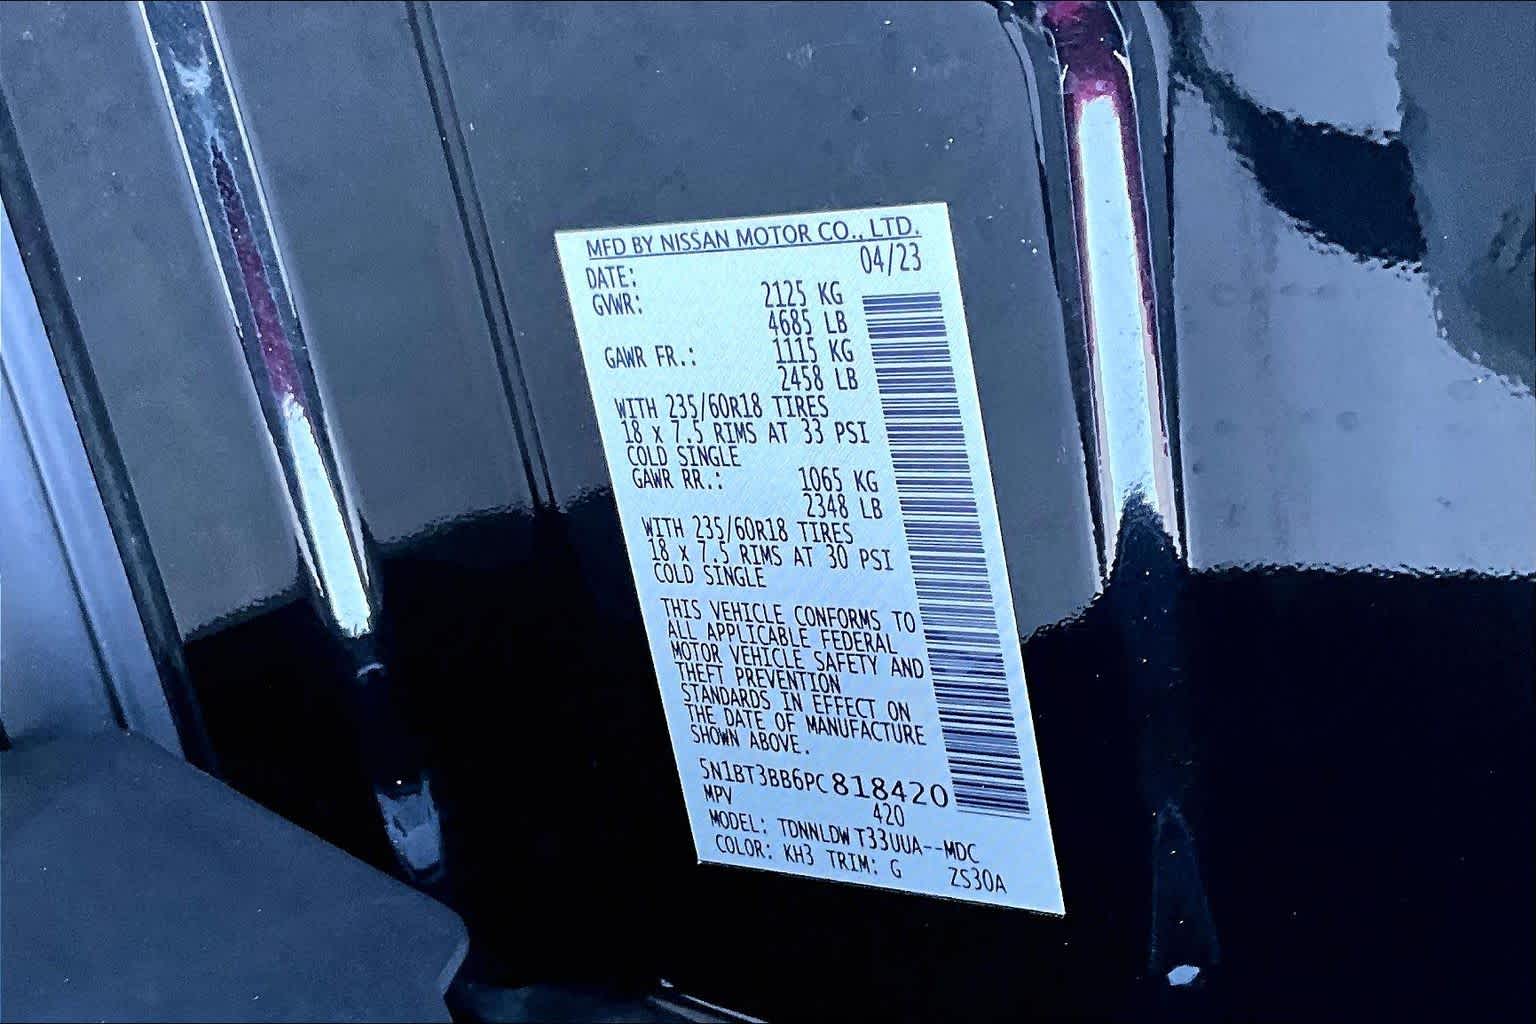 MFD BY NISSAN MOTOR CO., LTD.
DATE: 04/23
GVWR: 2125 KG
4685 LB
GAWR FR.: 1115 KG
2458 LB
WITH 235/60R18 TIRES
18 X 7.5 RIMS AT 33 PSI
COLD SINGLE
GAWR RR.: 1065 KG
2348 LB
WITH 235/60R18 TIRES
18 X 7.5 RIMS AT 30 PSI
COLD SINGLE
THIS VEHICLE CONFORMS TO
ALL APPLICABLE FEDERAL
MOTOR VEHICLE SAFETY AND
THEFT PREVENTION
STANDARDS IN EFFECT ON
THE DATE OF MANUFACTURE
SHOWN ABOVE.
5N1BT3BB6PC818420
MPV 420
MODEL: TDNNLDWT33UUA--MDC
COLOR: KH3 TRIM: G ZS30A